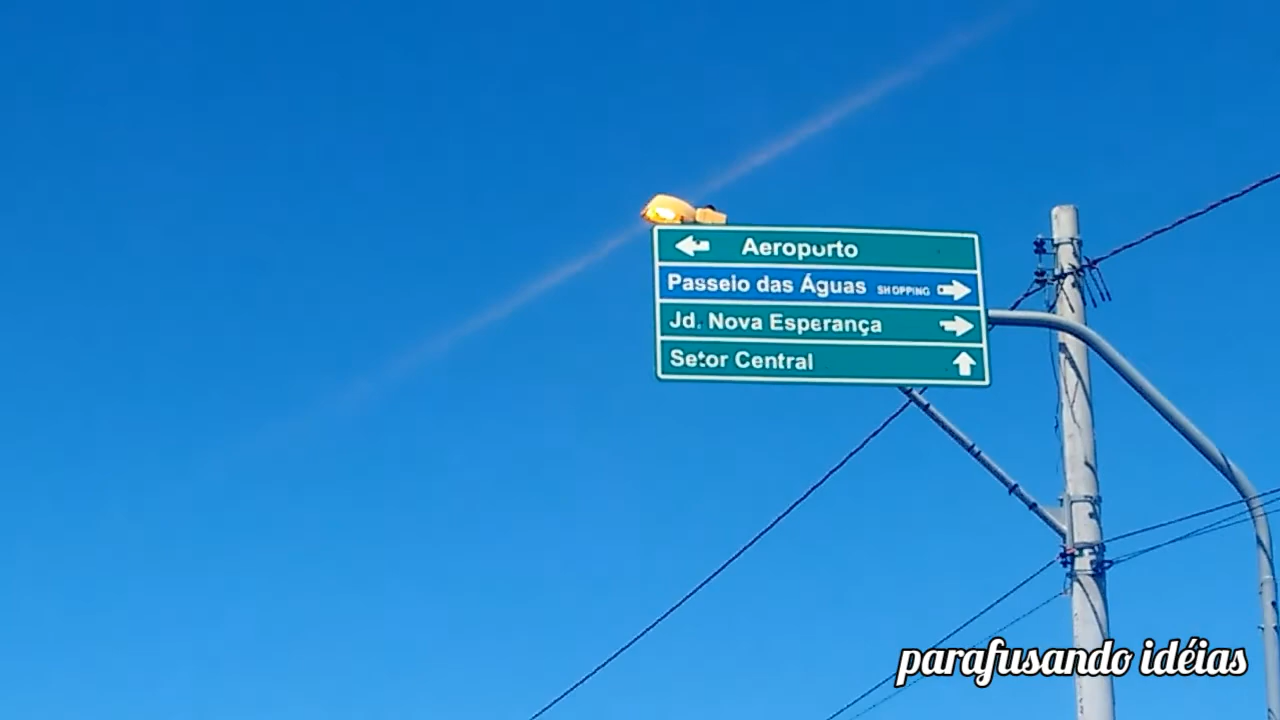 Aeroporto
Passeio das Águas SHOPPING
Jd. Nova Esperança
Setor Central
parafusando idéias